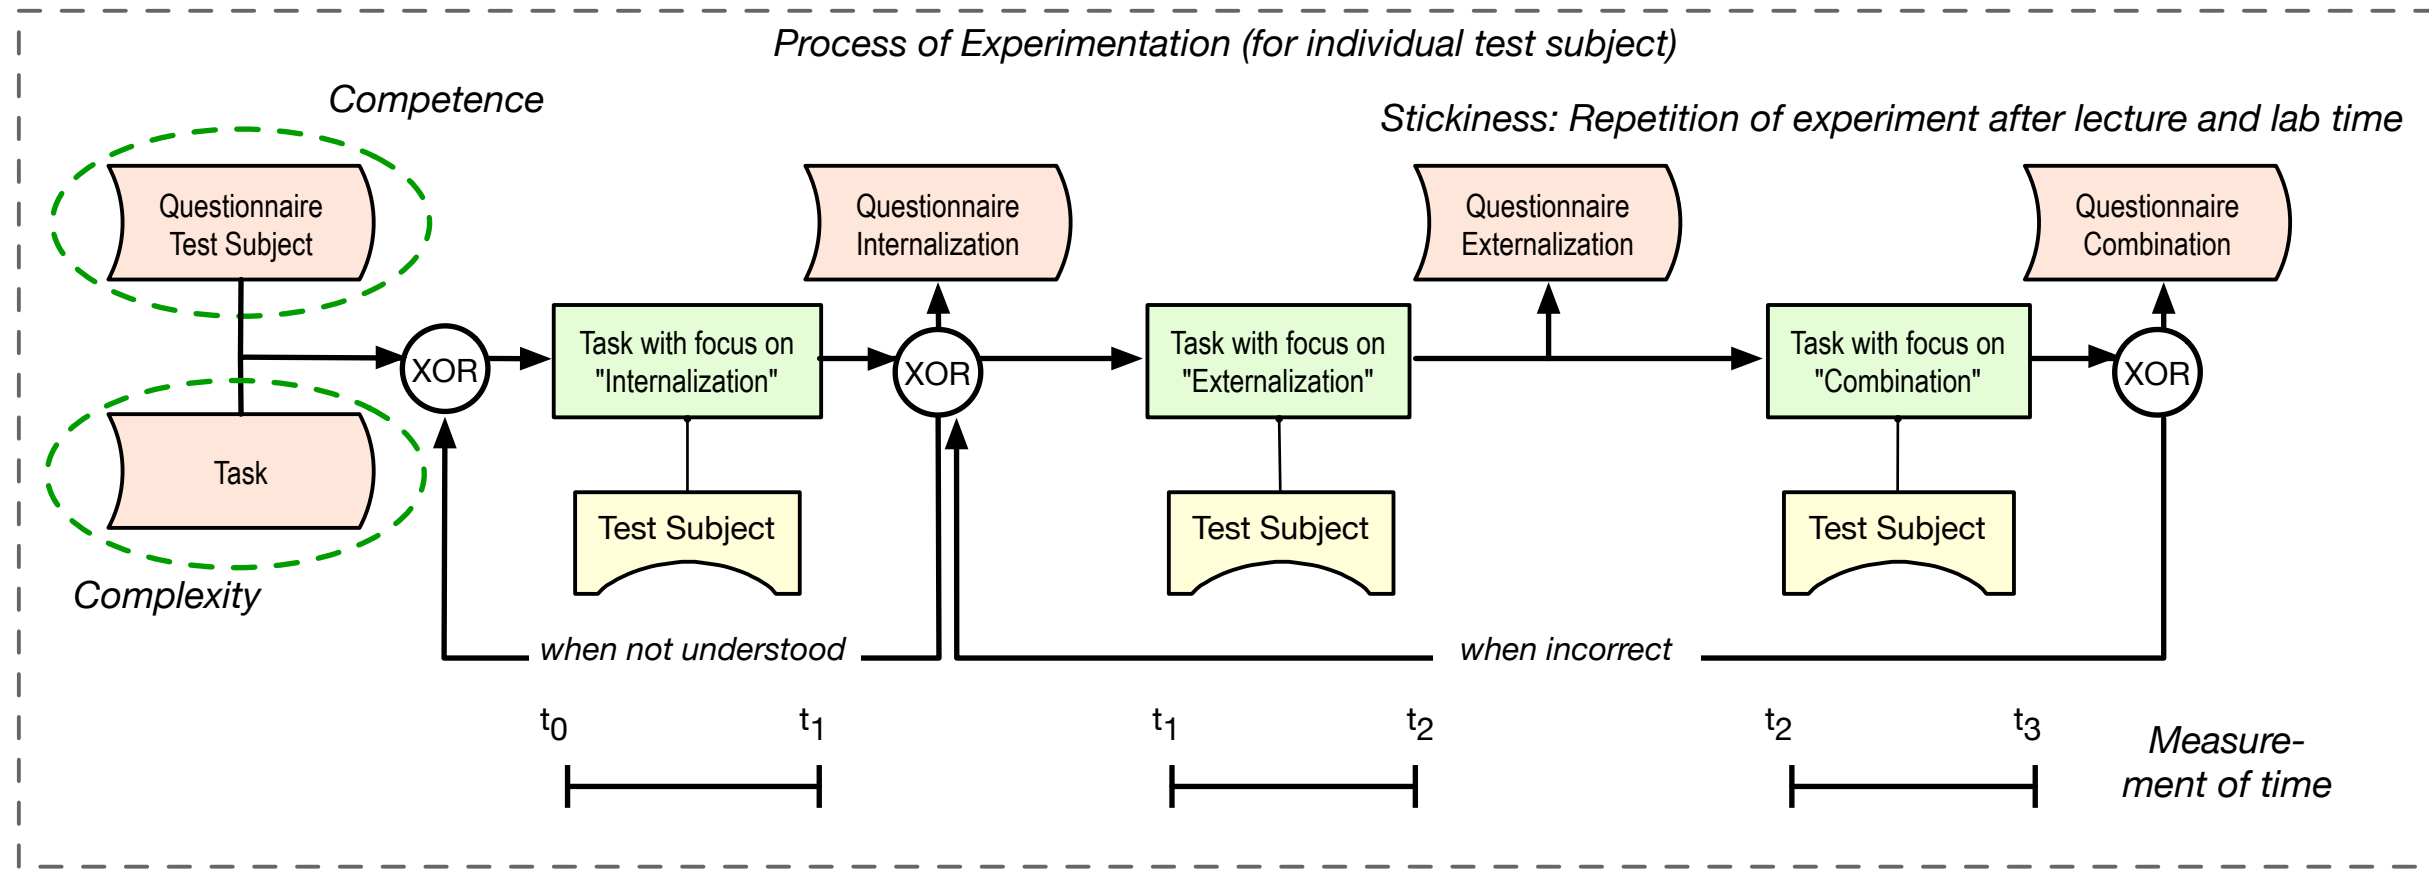 Process of Experimentation (for individual test subject)
Competence
Stickiness: Repetition of experiment after lecture and lab time
Questionnaire
Test Subject
Questionnaire
Internalization
Questionnaire
Externalization
Questionnaire
Combination
XOR
Task with focus on
"Internalization"
XOR
Task with focus on
"Externalization"
Task with focus on
"Combination"
XOR
Task
Test Subject
Test Subject
Test Subject
Complexity
when not understood
when incorrect
t0
t1
t1
t2
t2
t3
Measure-
ment of time